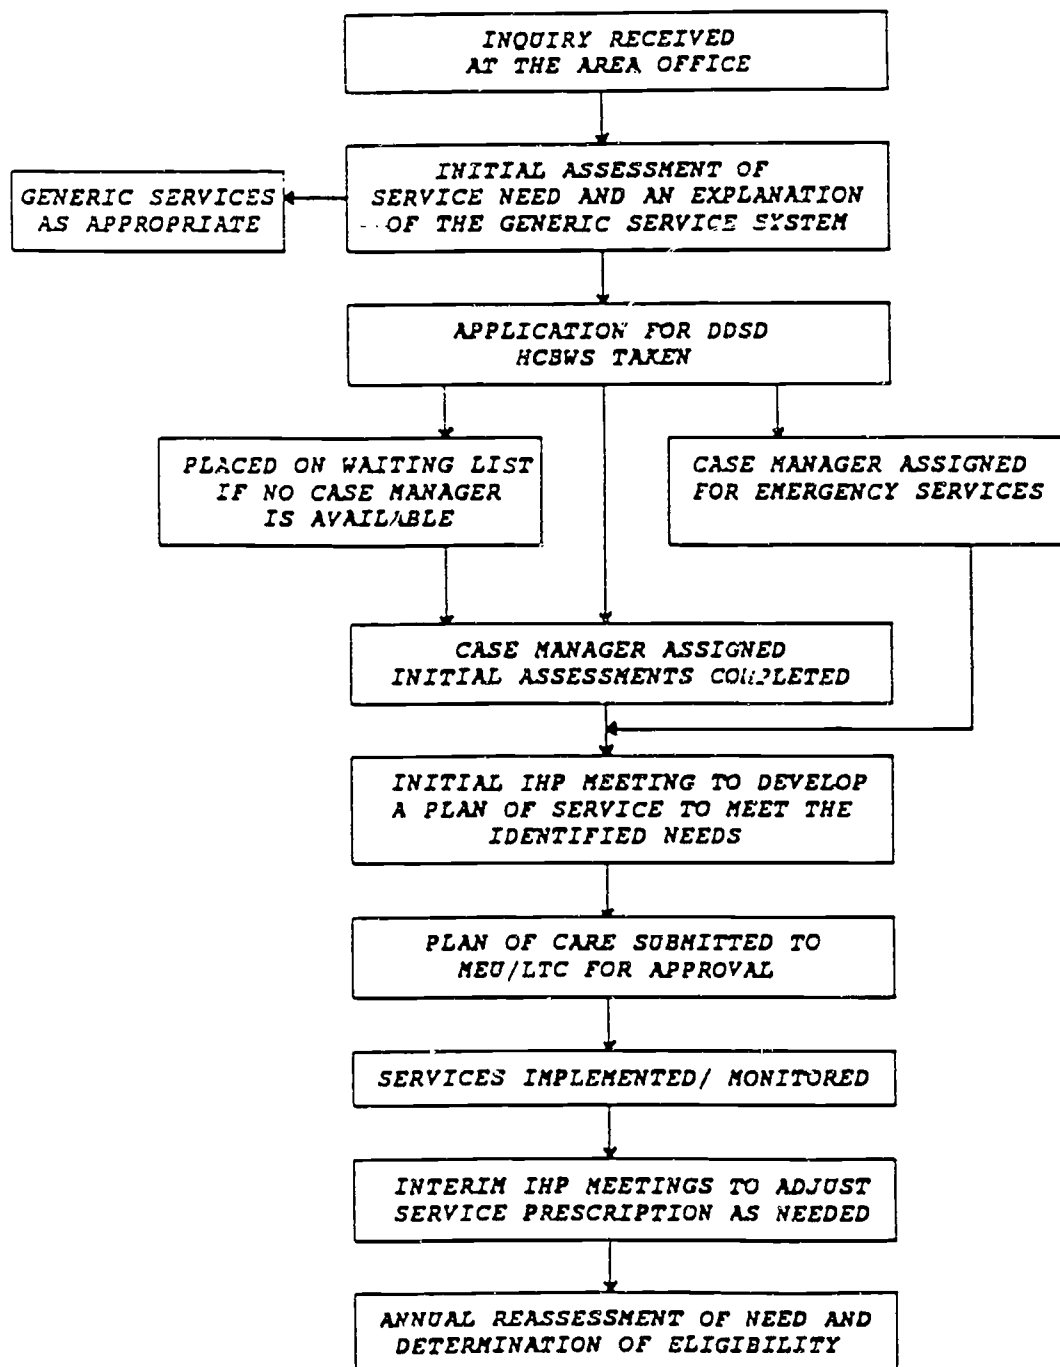 INQUIRY RECEIVED
AT THE AREA OFFICE
INITIAL ASSESSMENT OF
SERVICE NEED AND AN EXPLANATION
OF THE GENERIC SERVICE SYSTEM
GENERIC SERVICES
AS APPROPRIATE
APPLICATION FOR DDSD
HCBWS TAKEN
PLACED ON WAITING LIST
IF NO CASE MANAGER
IS AVAILABLE
CASE MANAGER ASSIGNED
FOR EMERGENCY SERVICES
CASE MANAGER ASSIGNED
INITIAL ASSESSMENTS COMPLETED
INITIAL IHP MEETING TO DEVELOP
A PLAN OF SERVICE TO MEET THE
IDENTIFIED NEEDS
PLAN OF CARE SUBMITTED TO
MEU/LTC FOR APPROVAL
SERVICES IMPLEMENTED/ MONITORED
INTERIM IHP MEETINGS TO ADJUST
SERVICE PRESCRIPTION AS NEEDED
ANNUAL REASSESSMENT OF NEED AND
DETERMINATION OF ELIGIBILITY